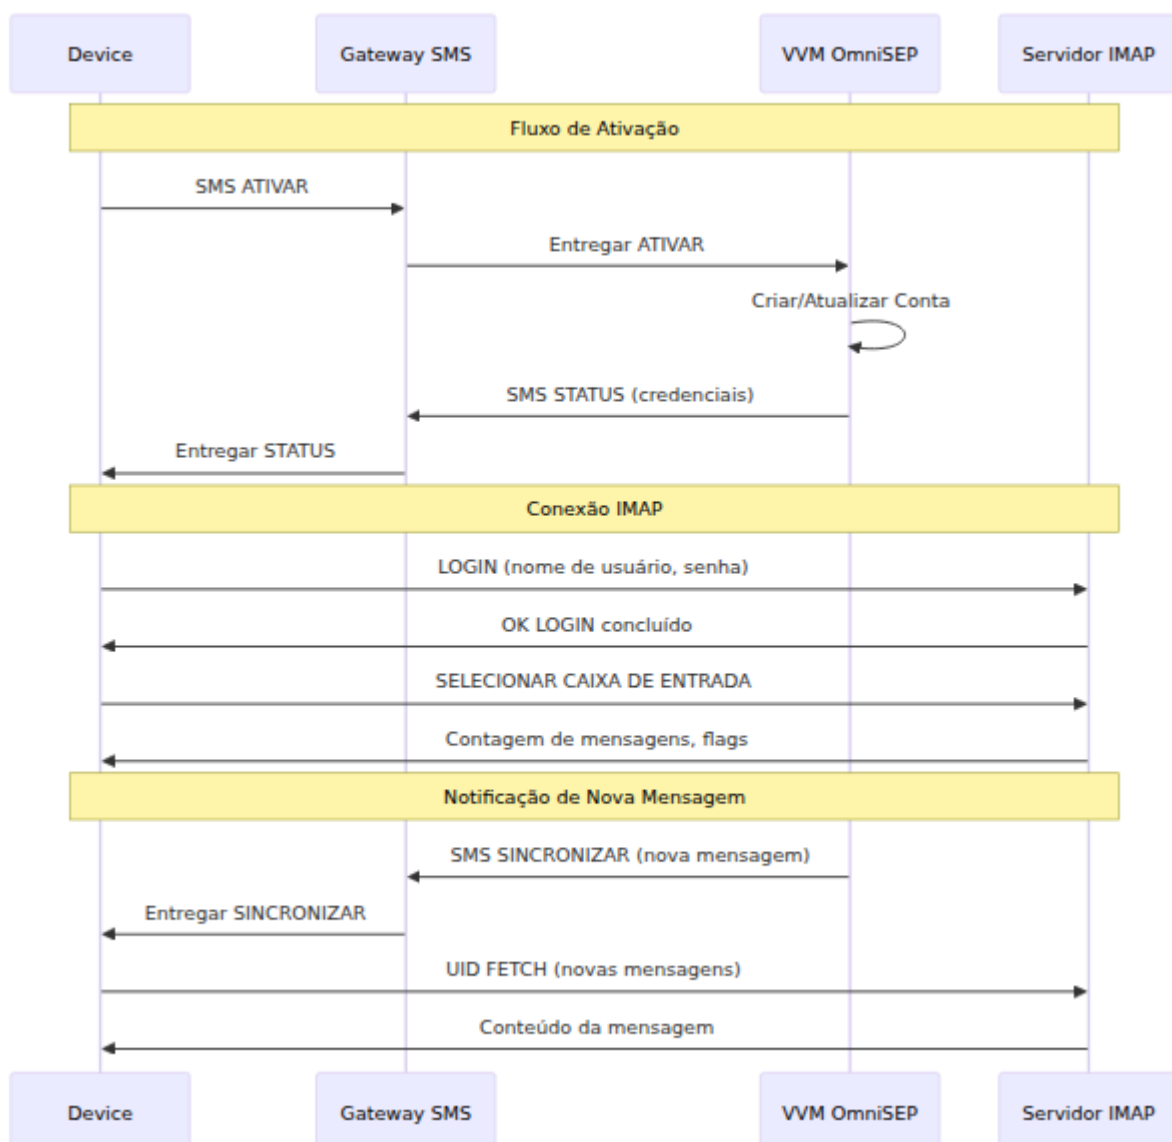 Device
Gateway SMS
VVM OmniSEP
Servidor IMAP
Fluxo de Ativação
SMS ATIVAR
Entregar ATIVAR
Criar/Atualizar Conta
SMS STATUS (credenciais)
Entregar STATUS
Conexão IMAP
LOGIN (nome de usuário, senha)
OK LOGIN concluído
SELECIONAR CAIXA DE ENTRADA
Contagem de mensagens, flags
Notificação de Nova Mensagem
SMS SINCRONIZAR (nova mensagem)
Entregar SINCRONIZAR
UID FETCH (novas mensagens)
Conteúdo da mensagem
Device
Gateway SMS
VVM OmniSEP
Servidor IMAP